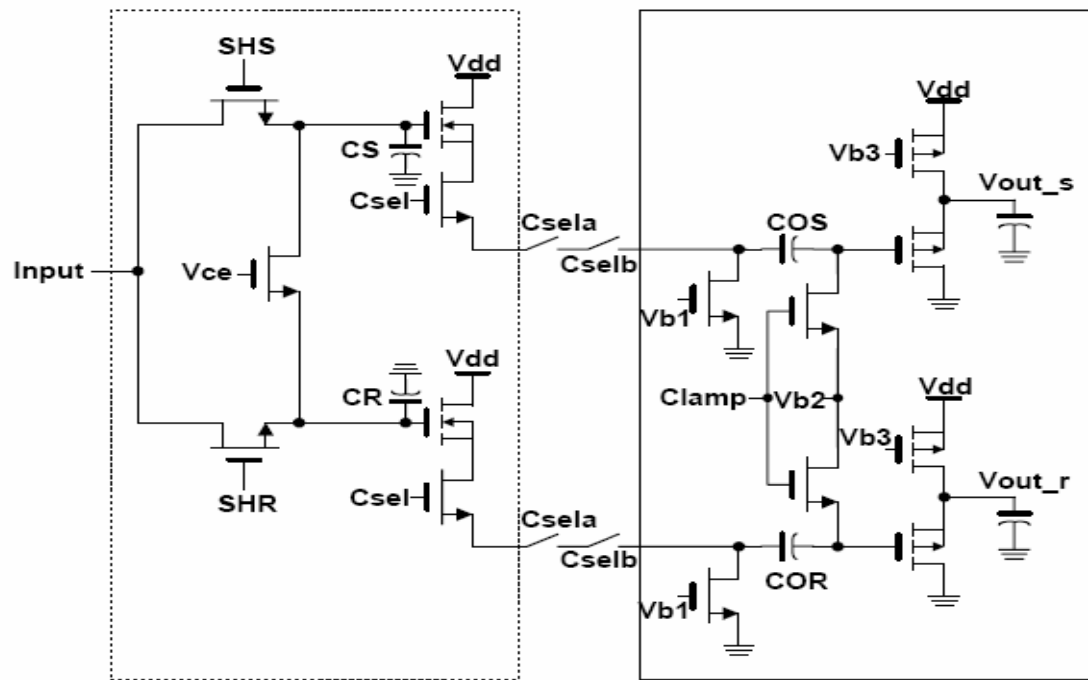 SHS
Vdd
Vdd
CS
Vb3
Vout_s
Csel
Csela
COS
Cselb
Input
Vce
Vb1
Vdd
Vdd
CR
Clamp
Vb2
Vb3
Vout_r
SHR
Csel
Csela
Cselb
COR
Vb1